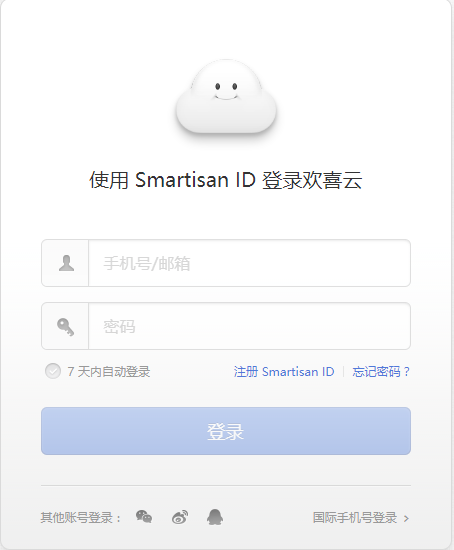 使用 Smartisan ID 登录欢喜云
手机号/邮箱
密码
7 天内自动登录 注册 Smartisan ID 忘记密码？
登录
其他账号登录： 国际手机号登录 >